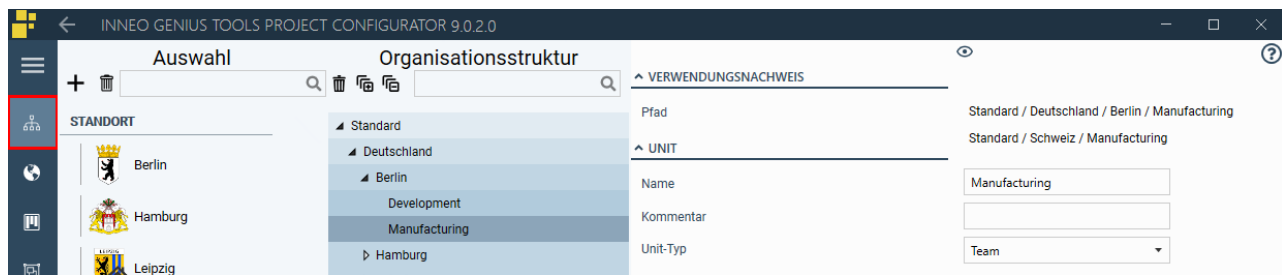 INNEO GENIUS TOOLS PROJECT CONFIGURATOR 9.0.2.0
Auswahl
STANDORT
Berlin
Hamburg
Leipzig
Organisationsstruktur
Standard
Deutschland
Berlin
Development
Manufacturing
Hamburg
VERWENDUNGSNACHWEIS
Pfad
Standard / Deutschland / Berlin / Manufacturing
Standard / Schweiz / Manufacturing
UNIT
Name Manufacturing
Kommentar
Unit-Typ Team